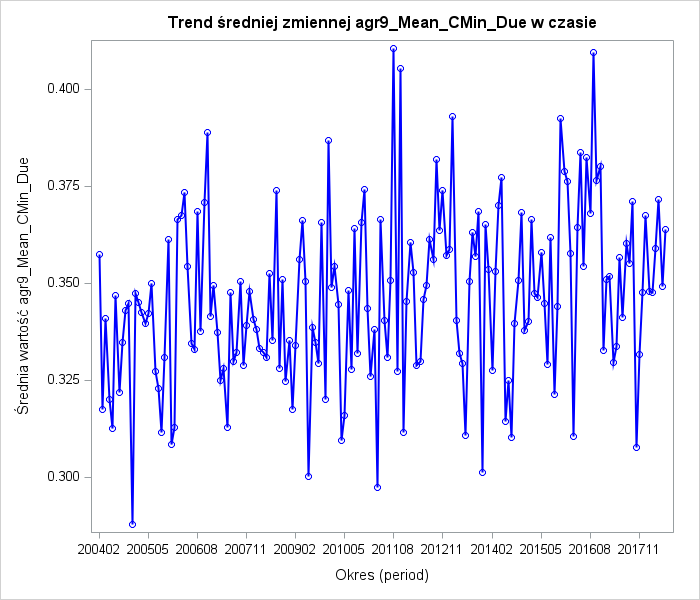 Trend średniej zmiennej agr9_Mean_CMin_Due w czasie
Średnia wartość agr9_Mean_CMin_Due
0.400
0.375
0.350
0.325
0.300
200402 200505 200608 200711 200902 201005 201108 201211 201402 201505 201608 201711
Okres (period)